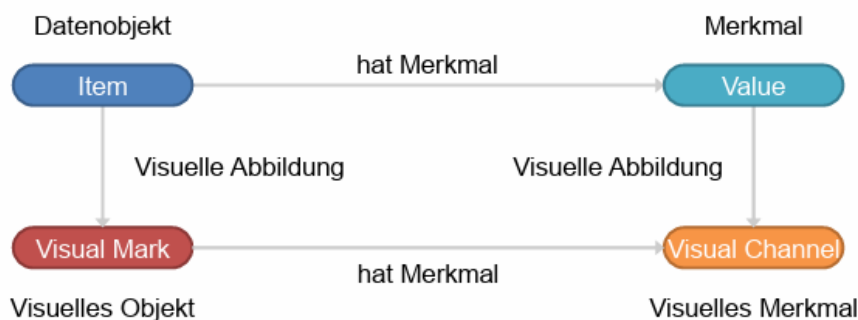 Datenobjekt
Merkmal
hat Merkmal
Item
Value
Visuelle Abbildung
Visuelle Abbildung
Visual Mark
Visual Channel
hat Merkmal
Visuelles Objekt
Visuelles Merkmal